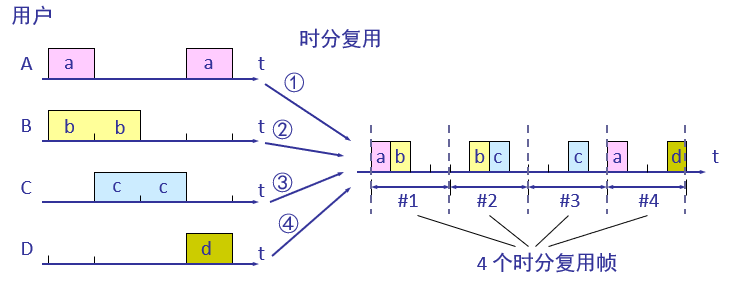 用户
时分复用
A a a t ①
B b b t ②
a b b c c a d t
C c c t ③
#1 #2 #3 #4
④
D d t
4 个时分复用帧